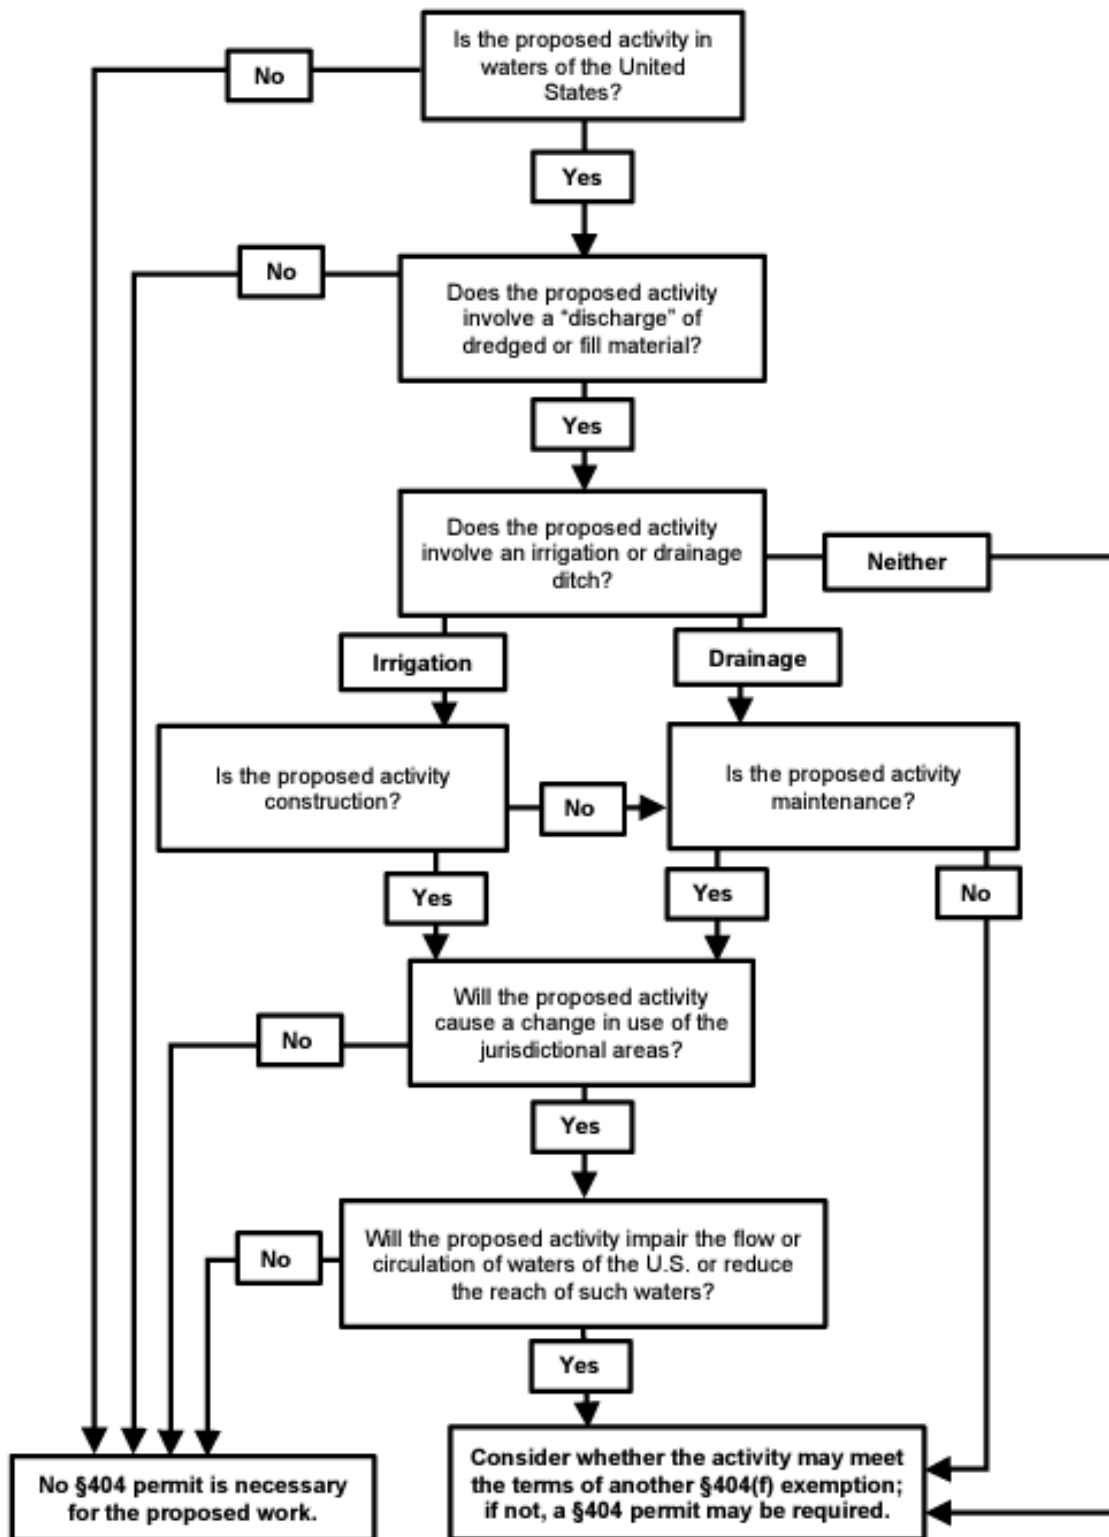 Is the proposed activity in
waters of the United
States?
No
Yes
Does the proposed activity
involve a “discharge” of
dredged or fill material?
No
Yes
Does the proposed activity
involve an irrigation or drainage
ditch?
Neither
Irrigation
Drainage
Is the proposed activity
construction?
No
Is the proposed activity
maintenance?
Yes
Yes
No
Will the proposed activity
cause a change in use of the
jurisdictional areas?
No
Yes
Will the proposed activity impair the flow or
circulation of waters of the U.S. or reduce
the reach of such waters?
No
Yes
No §404 permit is necessary
for the proposed work.
Consider whether the activity may meet
the terms of another §404(f) exemption;
if not, a §404 permit may be required.